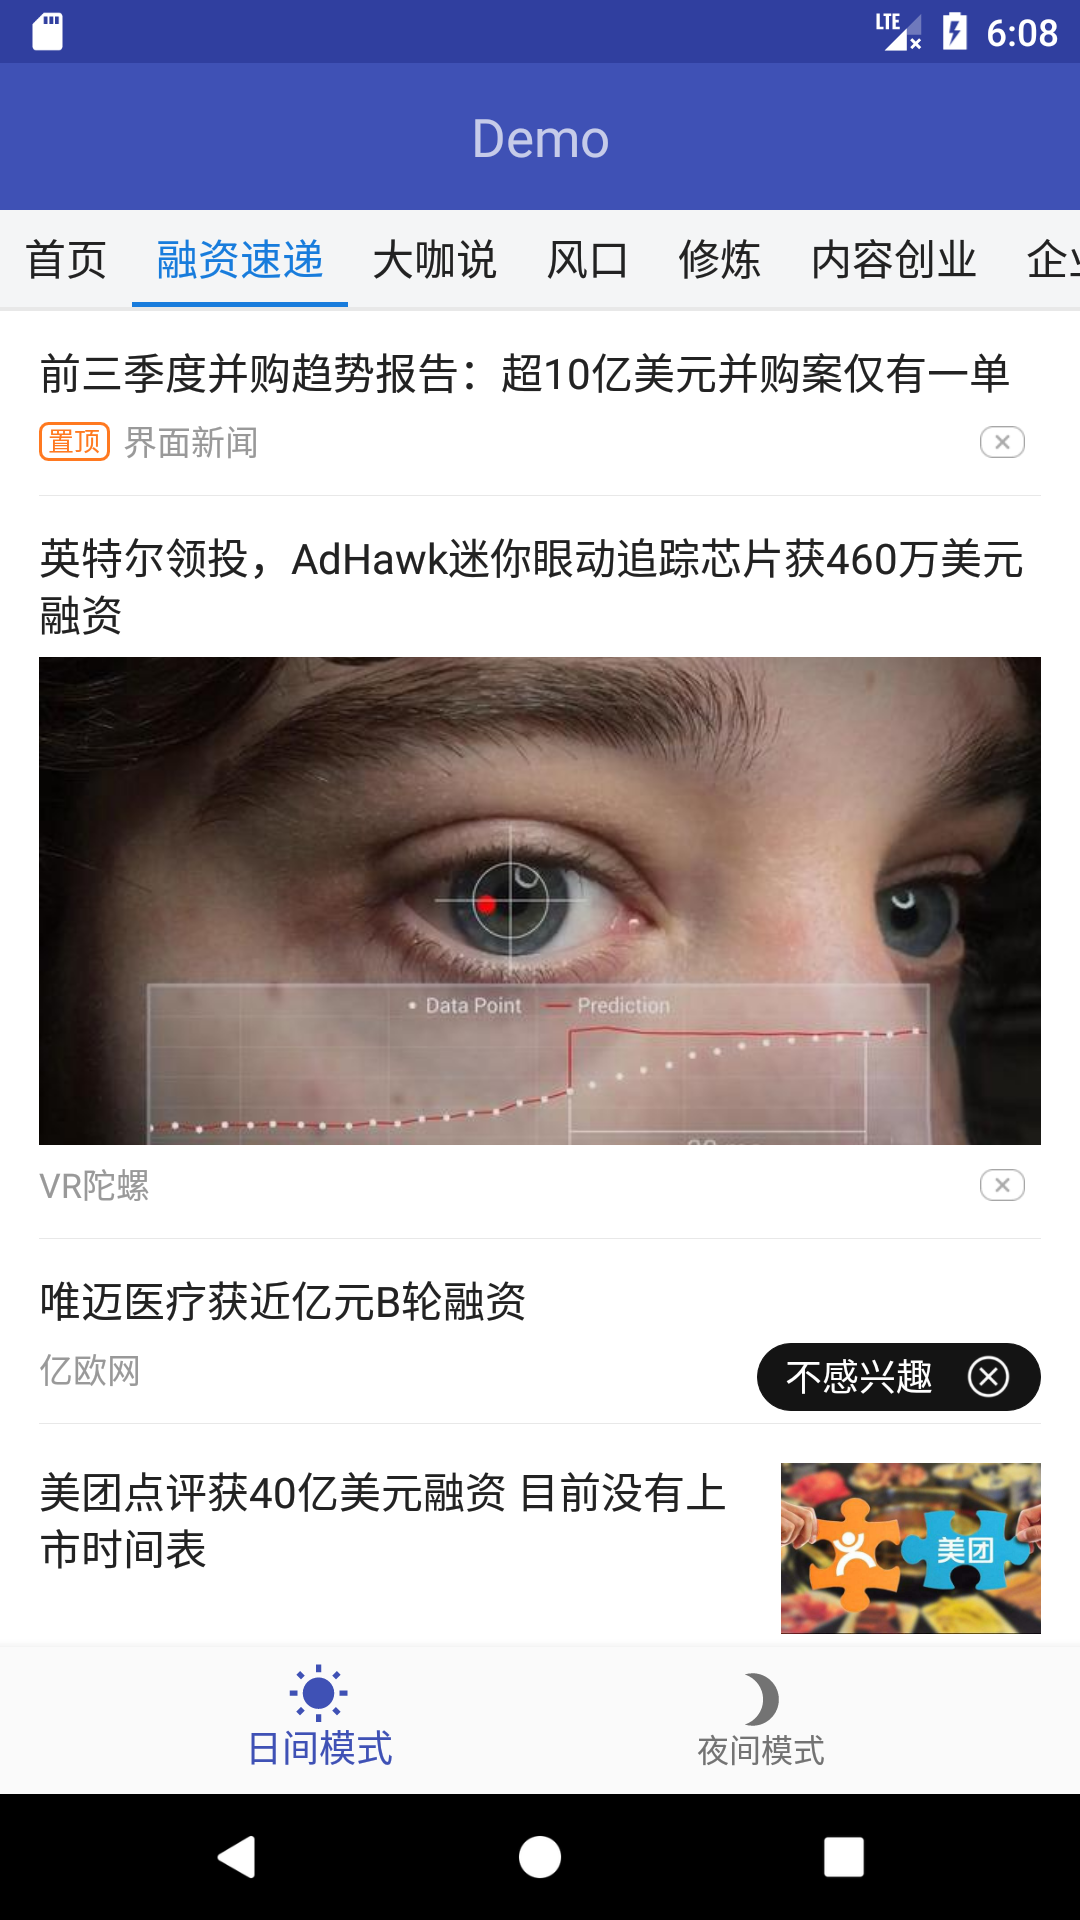 LTE 6:08
Demo
首页 融资速递 大咖说 风口 修炼 内容创业
前三季度并购趋势报告：超10亿美元并购案仅有一单
置顶 界面新闻
英特尔领投，AdHawk迷你眼动追踪芯片获460万美元
融资
Data Point Prediction
VR陀螺
唯迈医疗获近亿元B轮融资
亿欧网
不感兴趣
美团点评获40亿美元融资 目前没有上
市时间表
美团
日间模式 夜间模式